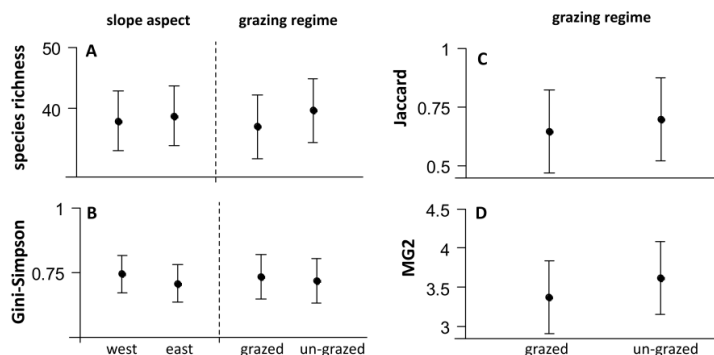 slope aspect grazing regime grazing regime
A
50
40
species richness
C
1
0.75
0.5
Jaccard
B
1
0.75
Gini-Simpson
west east grazed un-grazed
D
4.5
4
3.5
3
MG2
grazed un-grazed